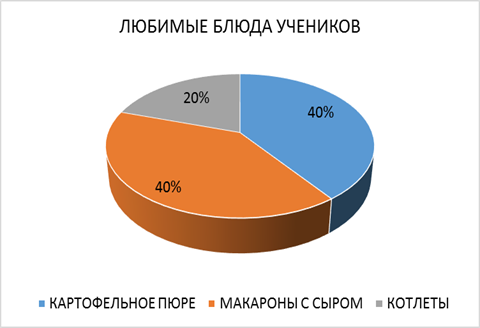 ЛЮБИМЫЕ БЛЮДА УЧЕНИКОВ
20%
40%
40%
КАРТОФЕЛЬНОЕ ПЮРЕ МАКАРОНЫ С СЫРОМ КОТЛЕТЫ